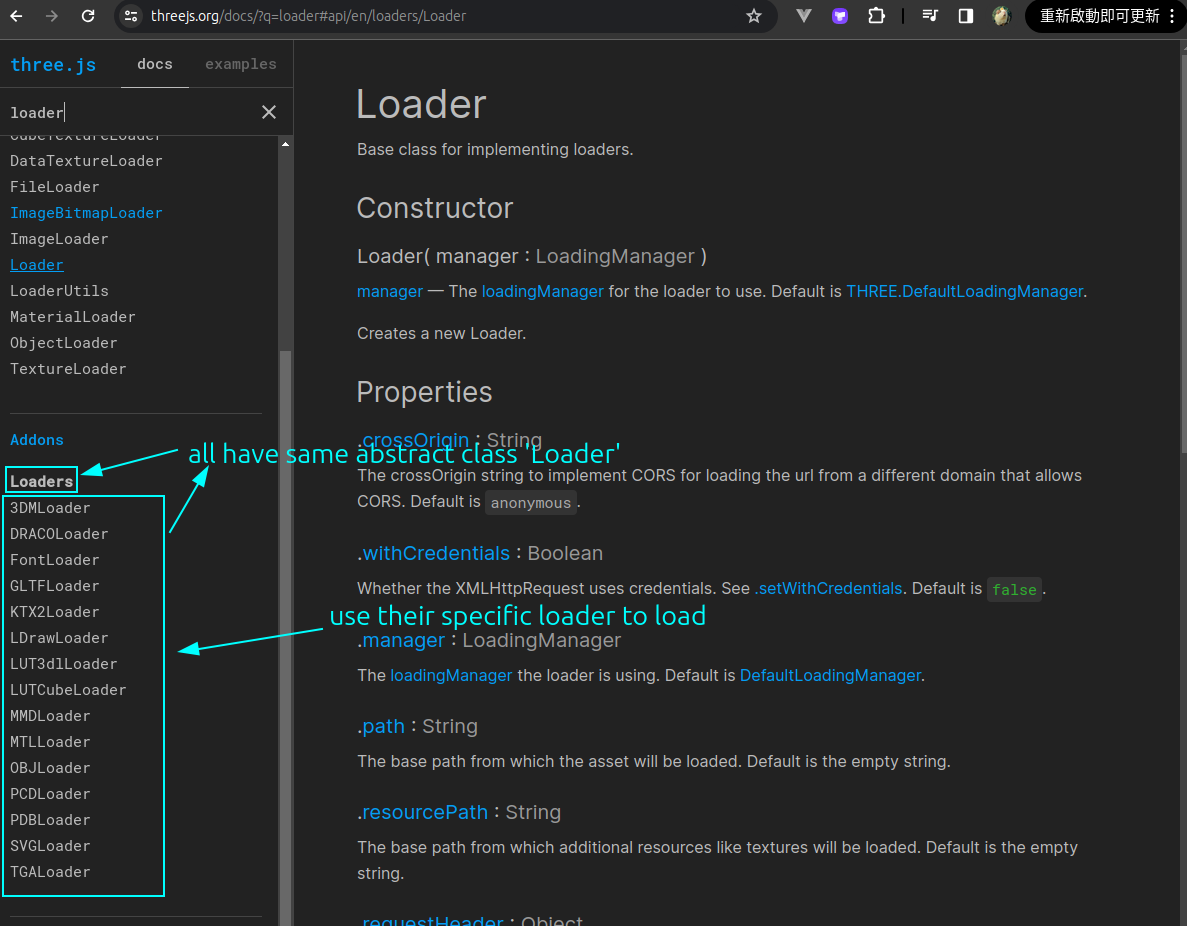 threejs.org/docs/?q=loader#api/en/loaders/Loader
重新啟動即可更新
three.js
docs
examples
loader
CubeTextureLoader
DataTextureLoader
FileLoader
ImageBitmapLoader
ImageLoader
Loader
LoaderUtils
MaterialLoader
ObjectLoader
TextureLoader
Addons
Loaders
3DMLoader
DRACOLoader
FontLoader
GLTFLoader
KTX2Loader
LDrawLoader
LUT3dlLoader
LUTCubeLoader
MMDLoader
MTLLoader
OBJLoader
PCDLoader
PDBLoader
SVGLoader
TGALoader
Loader
Base class for implementing loaders.
Constructor
Loader( manager : LoadingManager )
manager — The loadingManager for the loader to use. Default is THREE.DefaultLoadingManager.
Creates a new Loader.
Properties
.crossOrigin : String
all have same abstract class 'Loader'
The crossOrigin string to implement CORS for loading the url from a different domain that allows
CORS. Default is anonymous.
.withCredentials : Boolean
Whether the XMLHttpRequest uses credentials. See .setWithCredentials. Default is false.
use their specific loader to load
.manager : LoadingManager
The loadingManager the loader is using. Default is DefaultLoadingManager.
.path : String
The base path from which the asset will be loaded. Default is the empty string.
.resourcePath : String
The base path from which additional resources like textures will be loaded. Default is the empty
string.
.requestHeader : Object